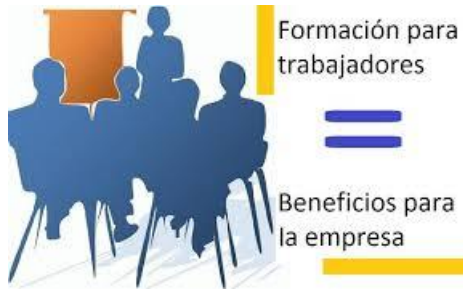 Formación para
trabajadores
=
Beneficios para
la empresa